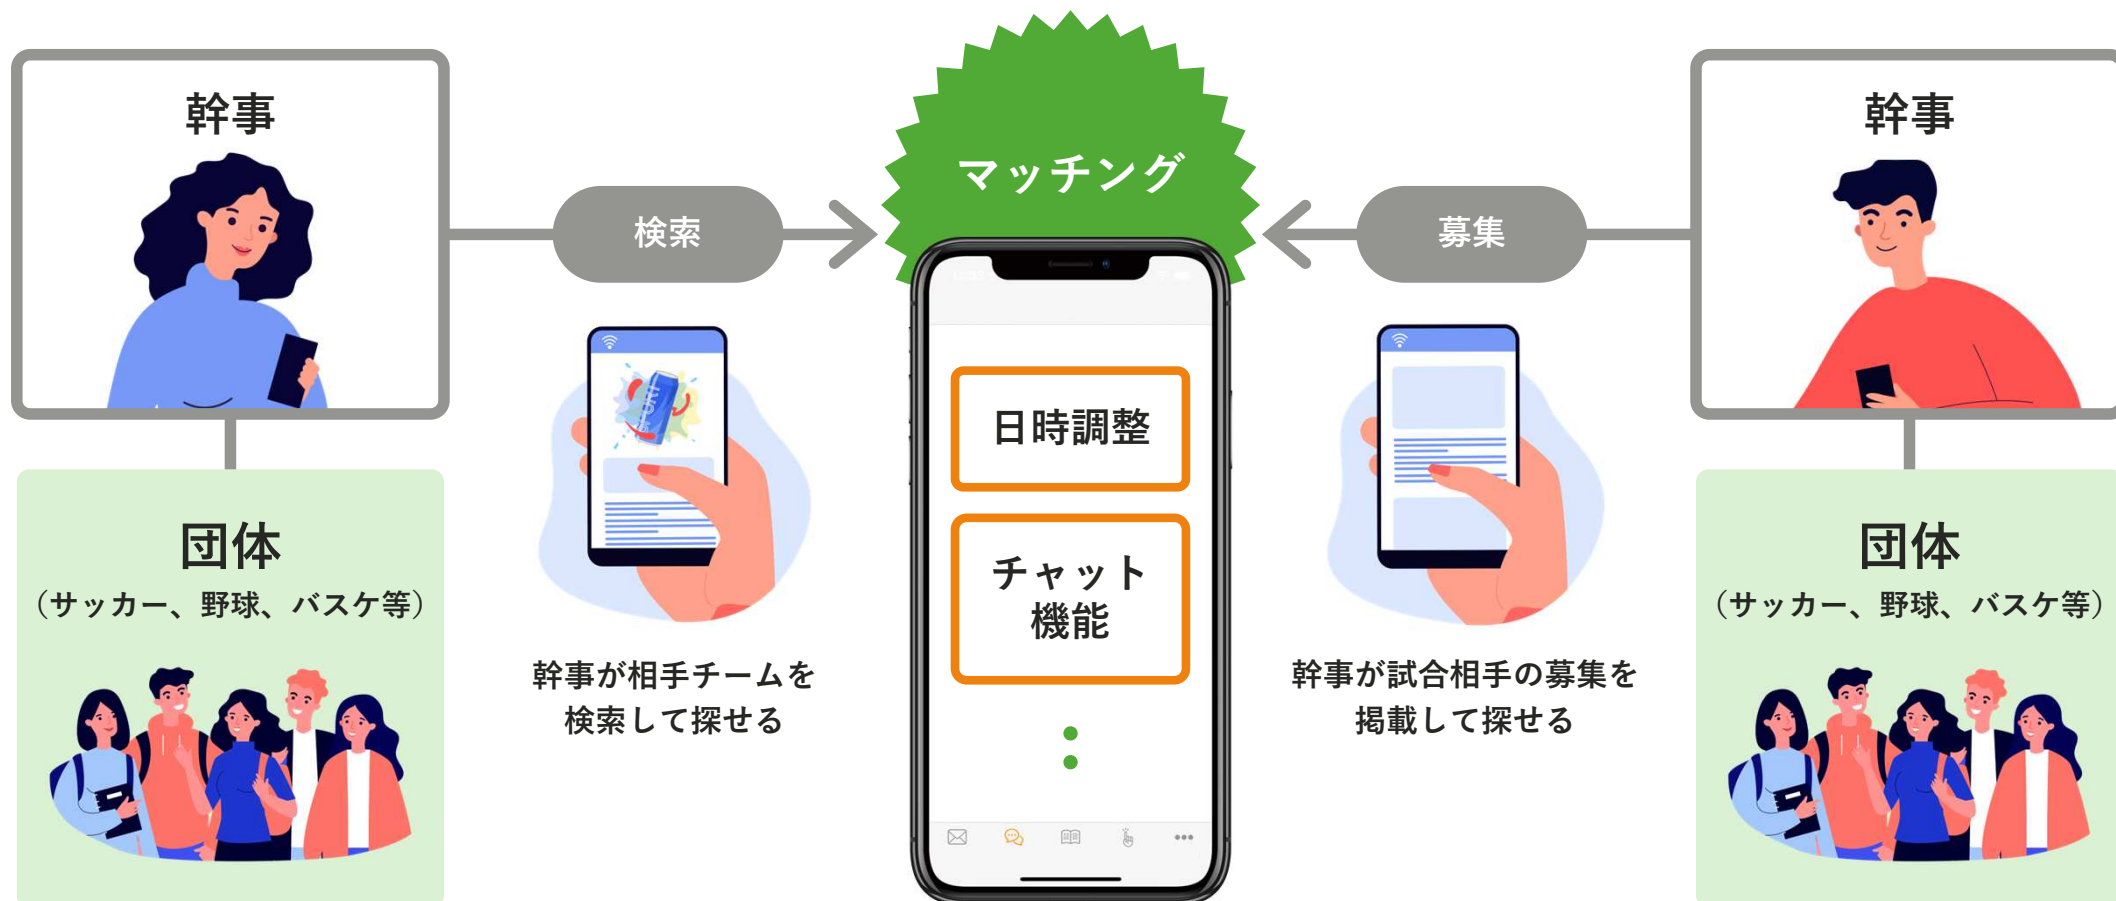 幹事
マッチング
幹事
検索
募集
SPORT
日時調整
チャット
機能
団体
（サッカー、野球、バスケ等）
幹事が相手チームを
検索して探せる
幹事が試合相手の募集を
掲載して探せる
団体
（サッカー、野球、バスケ等）